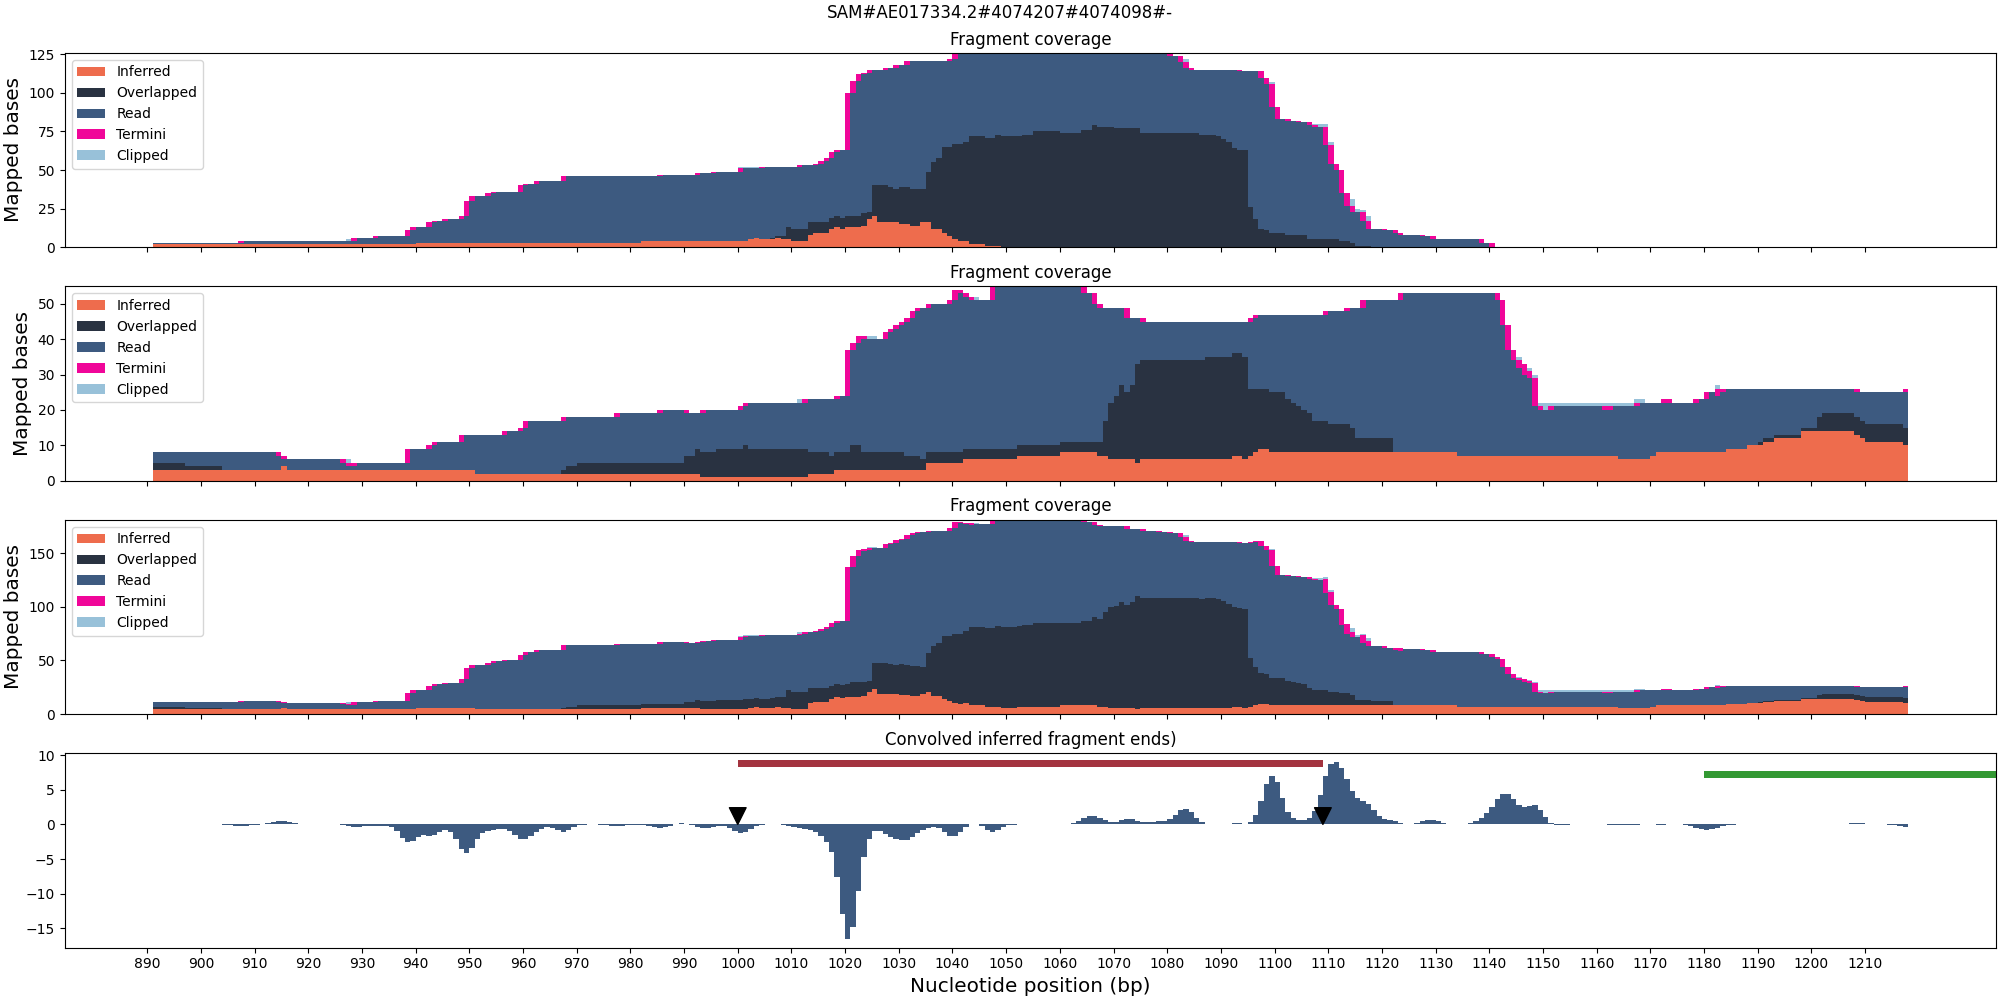 SAM#AE017334.2#4074207#4074098#-
Fragment coverage
Mapped bases
125
100
75
50
25
0
Inferred
Overlapped
Read
Termini
Clipped
Fragment coverage
Mapped bases
50
40
30
20
10
0
Inferred
Overlapped
Read
Termini
Clipped
Fragment coverage
Mapped bases
150
100
50
0
Inferred
Overlapped
Read
Termini
Clipped
Convolved inferred fragment ends)
10
5
0
−5
−10
−15
890 900 910 920 930 940 950 960 970 980 990 1000 1010 1020 1030 1040 1050 1060 1070 1080 1090 1100 1110 1120 1130 1140 1150 1160 1170 1180 1190 1200 1210
Nucleotide position (bp)